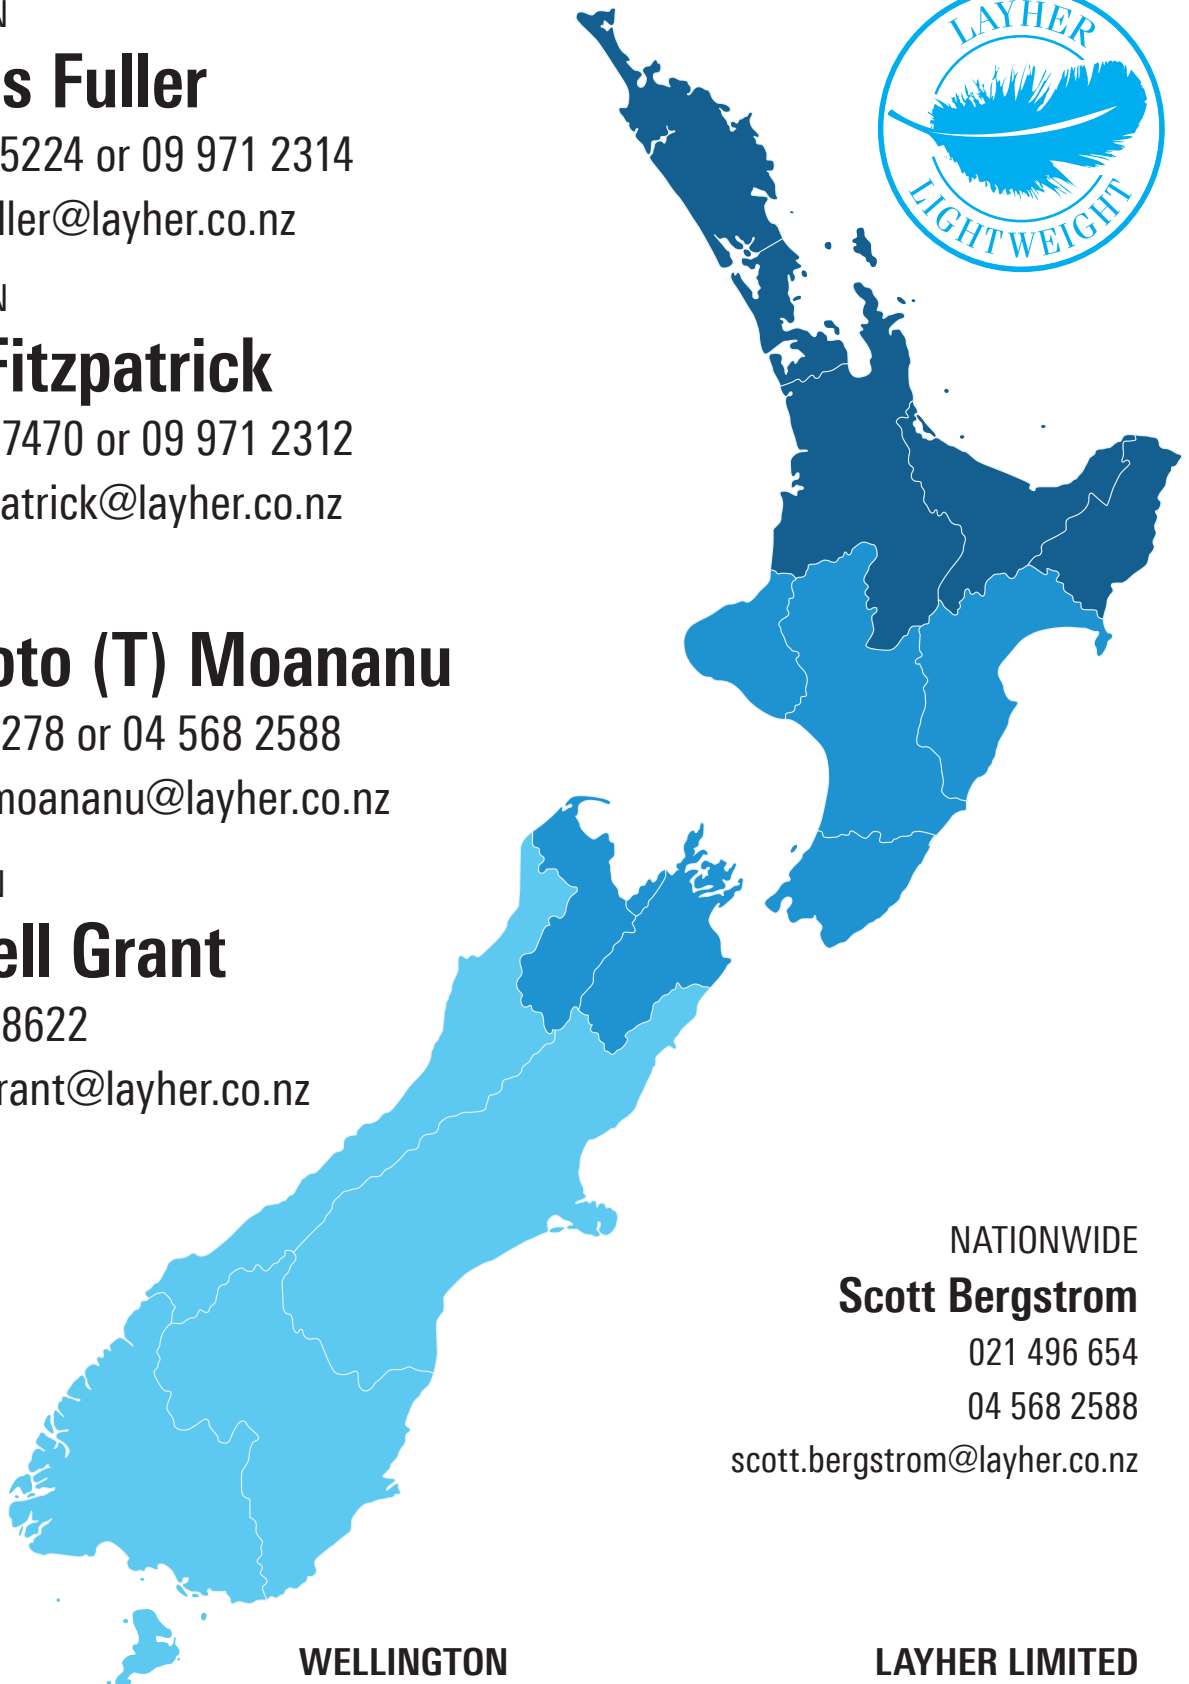 N
s Fuller
5224 or 09 971 2314
ller@layher.co.nz
N
Fitzpatrick
7470 or 09 971 2312
atrick@layher.co.nz
oto (T) Moananu
278 or 04 568 2588
moananu@layher.co.nz
N
ell Grant
8622
rant@layher.co.nz
LAYHER
LIGHTWEIGHT
NATIONWIDE
Scott Bergstrom
021 496 654
04 568 2588
scott.bergstrom@layher.co.nz
WELLINGTON
LAYHER LIMITED